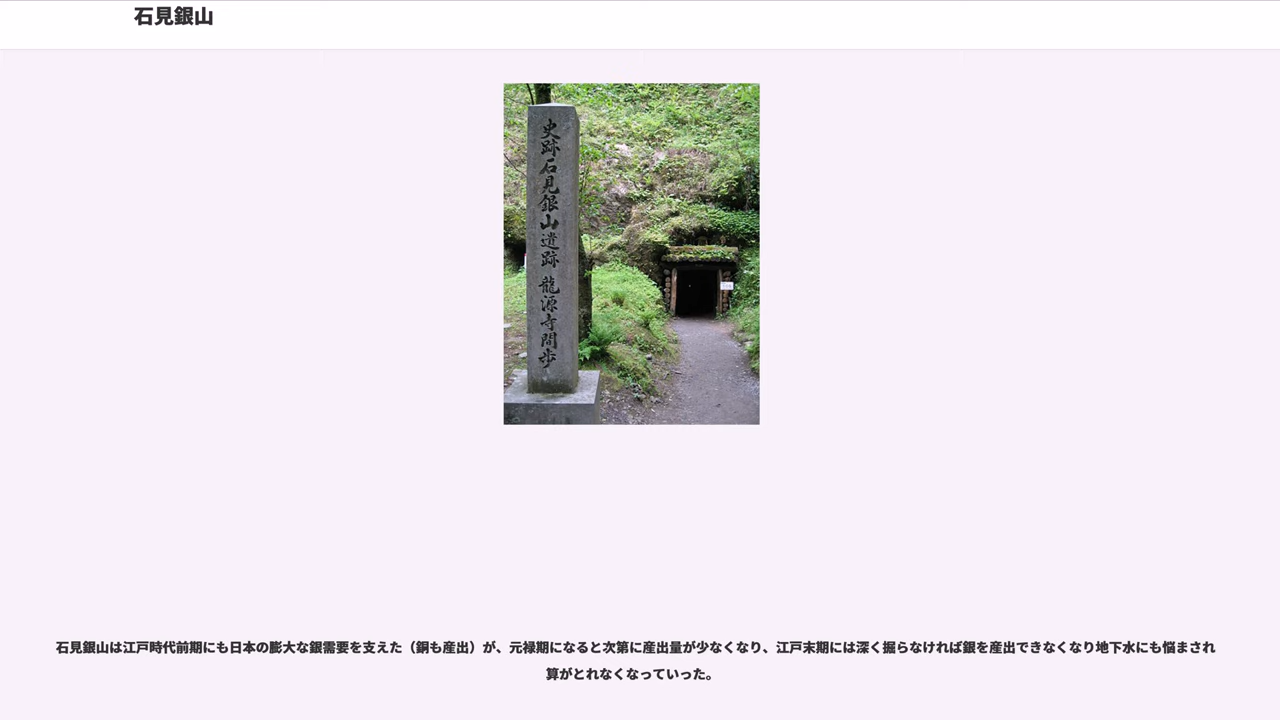 石見銀山
史跡石見銀山遺跡 龍源寺間歩
石見銀山は江戸時代前期にも日本の膨大な銀需要を支えた（銅も産出）が、元禄期になると次第に産出量が少なくなり、江戸末期には深く掘らなければ銀を産出できなくなり地下水にも悩まされ
算がとれなくなっていった。